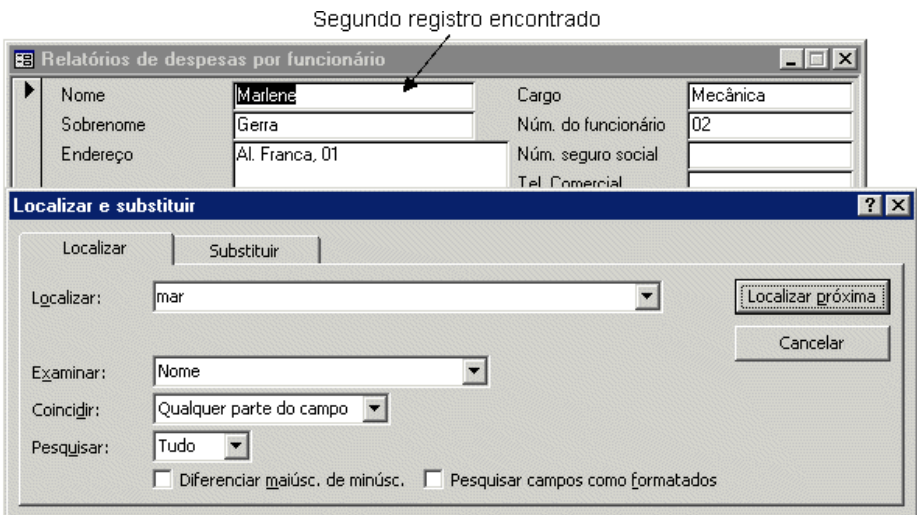 Segundo registro encontrado
Relatórios de despesas por funcionário
Nome Marlene Cargo Mecânica
Sobrenome Gerra Núm. do funcionário 02
Endereço Al. Franca, 01 Núm. seguro social
Tel. Comercial
Localizar e substituir
Localizar Substituir
Localizar: mar Localizar próxima
Cancelar
Examinar: Nome
Coincidir: Qualquer parte do campo
Pesquisar: Tudo
Diferenciar maiúsc. de minúsc. Pesquisar campos como formatados